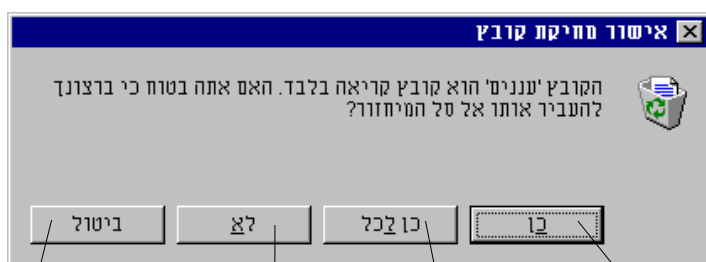 אישור מחיקת קובץ
הקובץ 'עננים' הוא קובץ קריאה בלבד. האם אתה בטוח כי ברצונך
להעביר אותו אל סל המיחזור?
כן
כן לכל
לא
ביטול